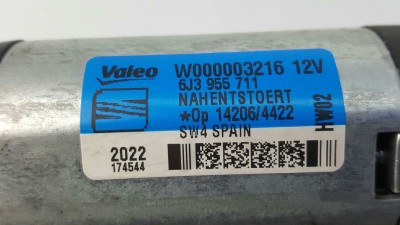 Valeo W000003216 12V
6J3 955 711
NAHENTSTOERT
*Op 14206/4422
SW4 SPAIN
HW02
2022
174544